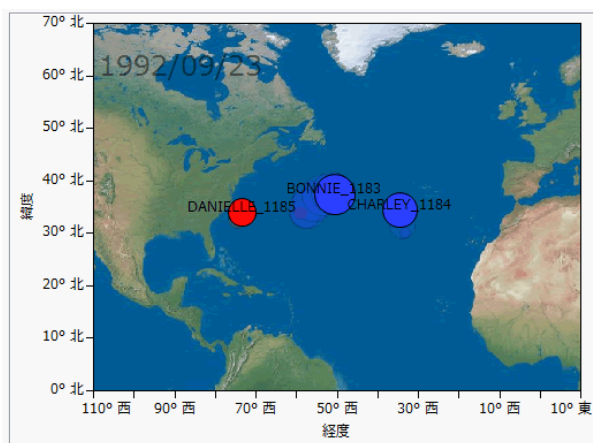 70° 北
1992/09/23
60° 北
50° 北
40° 北
BONNIE_1183
DANIELLE_1185
CHARLEY_1184
緯度
30° 北
20° 北
10° 北
0° 北
110° 西
90° 西
70° 西
50° 西
30° 西
10° 西
10° 東
経度